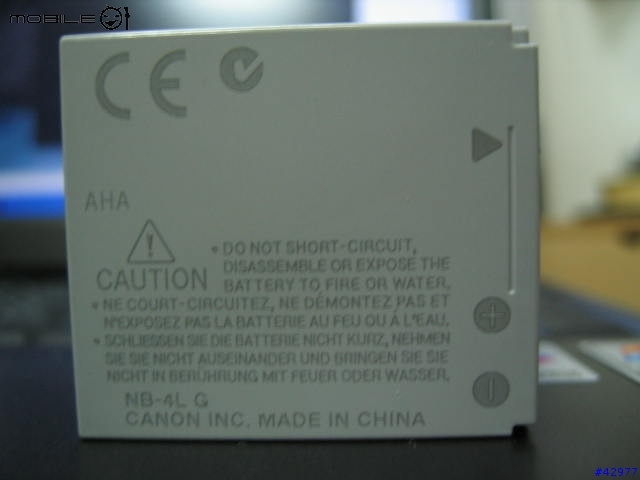 MOBILE01
CE
AHA
CAUTION
• DO NOT SHORT-CIRCUIT,
DISASSEMBLE OR EXPOSE THE
BATTERY TO FIRE OR WATER.
• NE COURT-CIRCUITEZ, NE DÉMONTEZ PAS ET
N'EXPOSEZ PAS LA BATTERIE AU FEU OU Á L'EAU.
• SCHLIESSEN SIE DIE BATTERIE NICHT KURZ, NEHMEN
SIE SIE NICHT AUSEINANDER UND BRINGEN SIE SIE
NICHT IN BERÜHRUNG MIT FEUER ODER WASSER.
NB-4L G
CANON INC. MADE IN CHINA
#42977